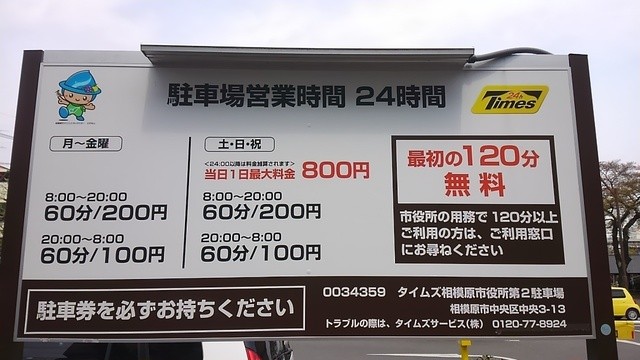 駐車場営業時間 24時間
24h
Times
月～金曜
8:00～20:00
60分/200円
20:00～8:00
60分/100円
土・日・祝
<24:00以降は料金加算されます>
当日1日最大料金 800円
8:00～20:00
60分/200円
20:00～8:00
60分/100円
最初の120分
無料
市役所の用務で120分以上
ご利用の方は、ご利用窓口
にお尋ねください
駐車券を必ずお持ちください
0034359 タイムズ相模原市役所第2駐車場
相模原市中央区中央3-13
トラブルの際は、タイムズサービス(株) 0120-77-8924